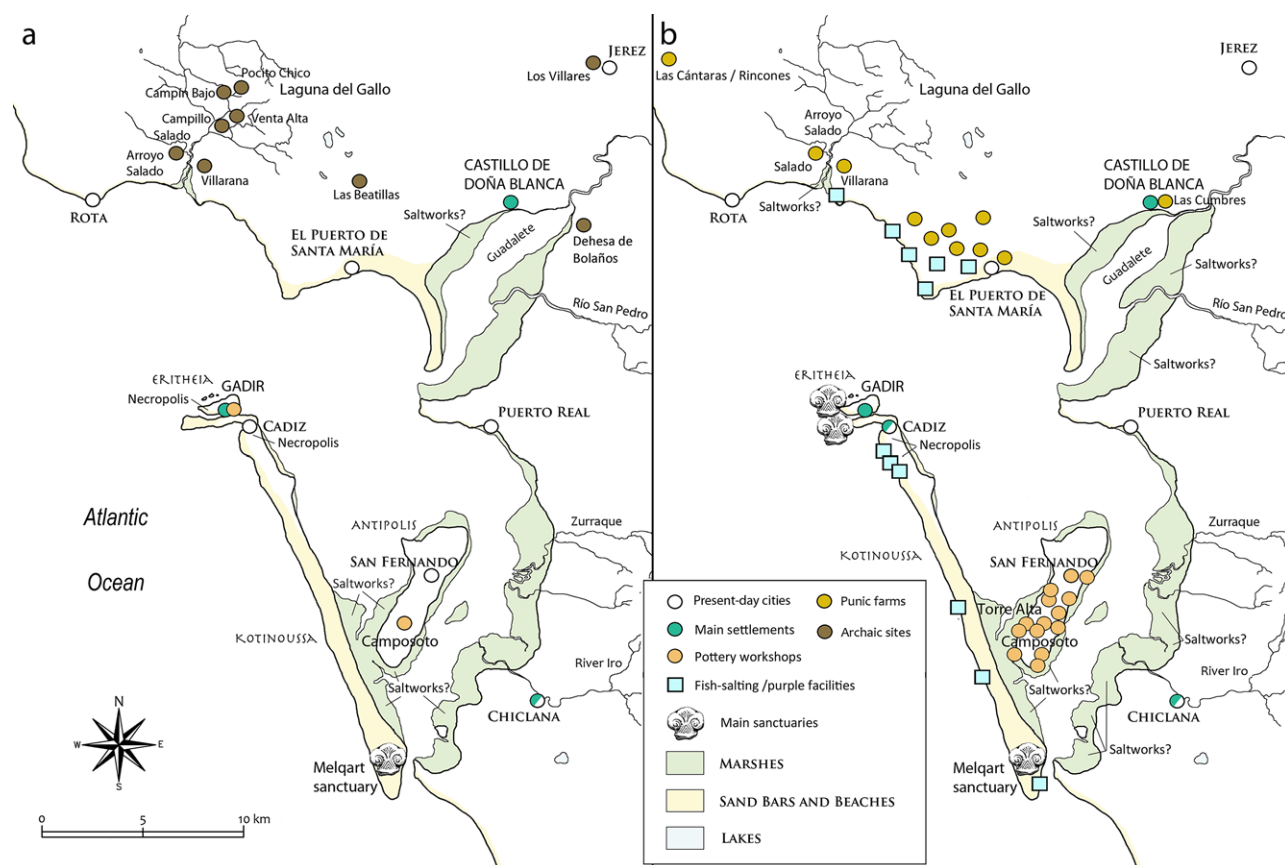 a
JEREZ
Los Villares
Pocito Chico
Campin Bajo
Laguna del Gallo
Campillo
Venta Alta
Salado
Arroyo
Salado
Villarana
Las Beatillas
CASTILLO DE
DOÑA BLANCA
ROTA
Saltworks?
Guadalete
Dehesa de
Bolaños
EL PUERTO DE
SANTA MARÍA
RÍO SAN PEDRO
ERITHEIA
GADIR
Necropolis
CADIZ
Necropolis
PUERTO REAL
Atlantic
Ocean
ANTIPOLIS
SAN FERNANDO
Saltworks?
Zurraque
KOTINOUSSA
Camposoto
Saltworks?
River Iro
CHICLANA
Melqart
sanctuary
N
W
E
S
0
5
10 km
b
JEREZ
Las Cántaras / Rincones
Laguna del Gallo
Arroyo
Salado
Salado
Villarana
CASTILLO DE
DOÑA BLANCA
Las Cumbres
ROTA
Saltworks?
Saltworks?
Guadalete
Saltworks?
EL PUERTO DE
SANTA MARÍA
RÍO SAN PEDRO
Saltworks?
ERITHEIA
GADIR
CADIZ
Necropolis
PUERTO REAL
ANTIPOLIS
KOTINOUSSA
SAN FERNANDO
Zurraque
Torre Alta
Camposoto
Saltworks?
Saltworks?
River Iro
CHICLANA
Saltworks?
Melqart
sanctuary
Present-day cities
Punic farms
Main settlements
Archaic sites
Pottery workshops
Fish-salting /purple facilities
Main sanctuaries
MARSHES
SAND BARS AND BEACHES
LAKES